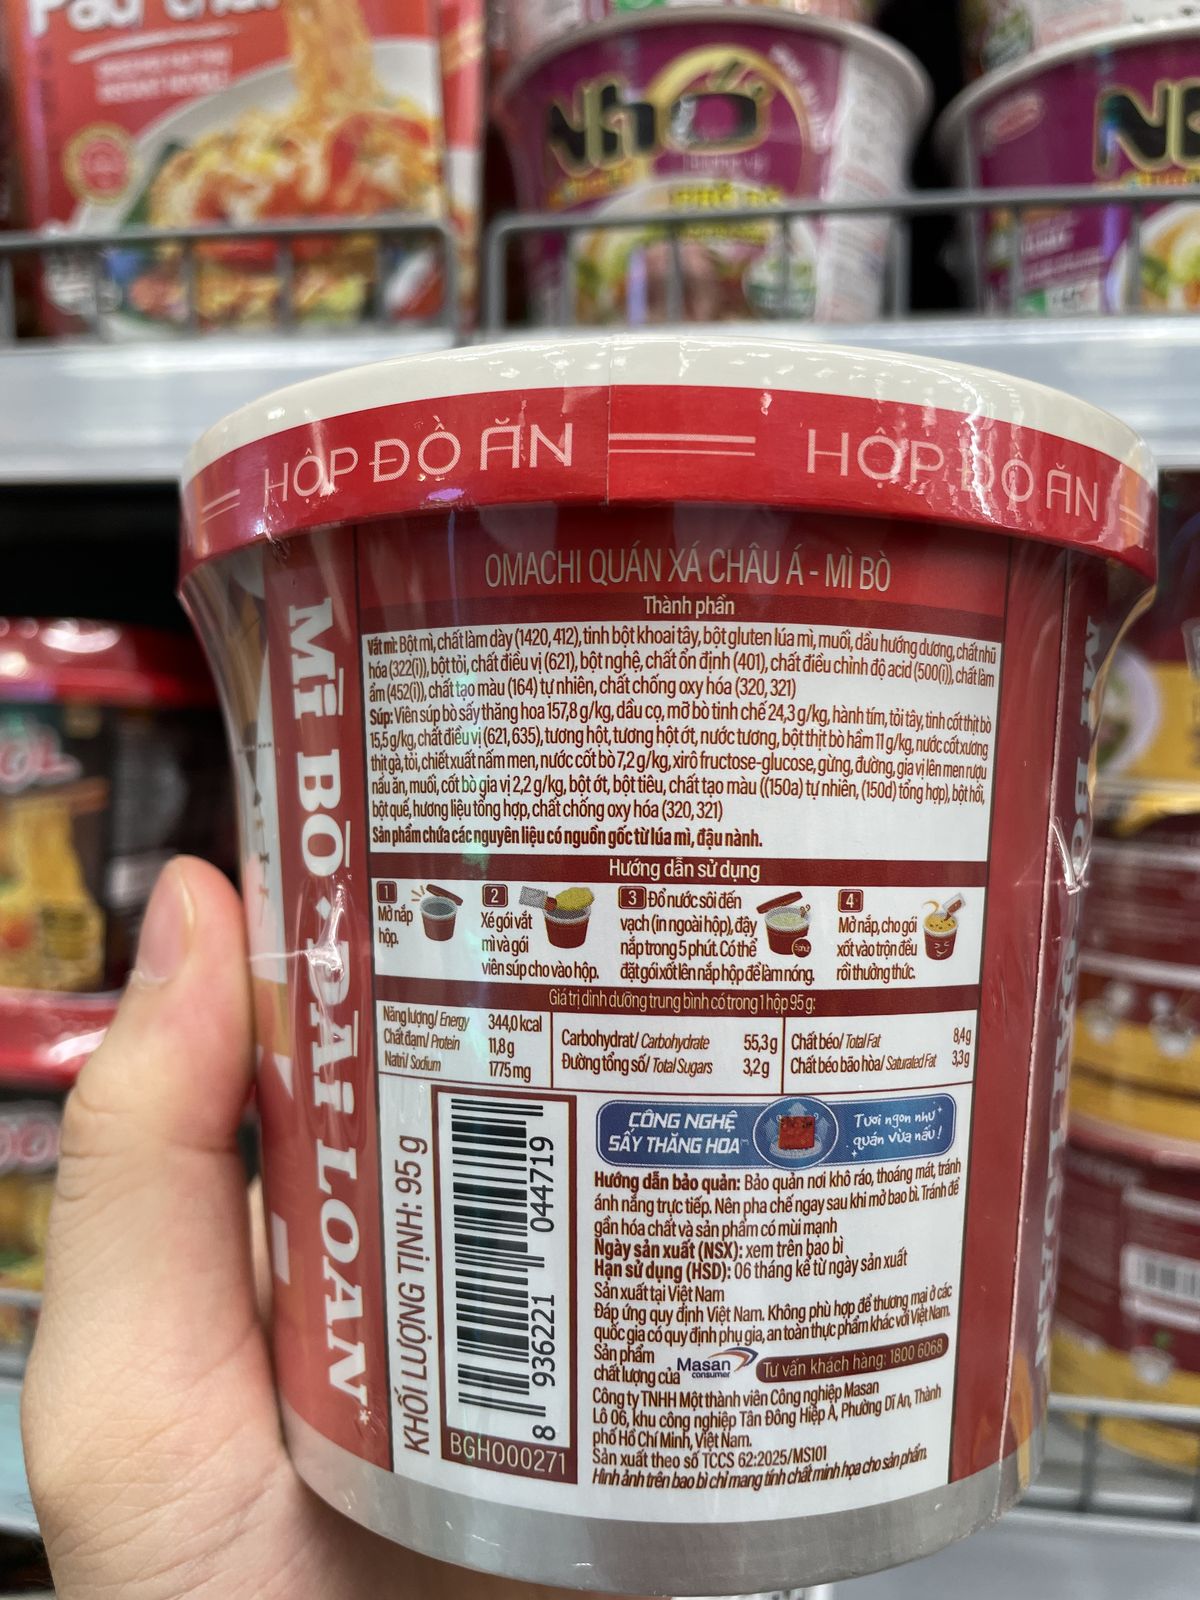 Pad Thai
Nhớ
PHỞ BÒ
HỘP ĐỒ ĂN
HỘP ĐỒ ĂN
OMACHI QUÁN XÁ CHÂU Á - MÌ BÒ
Thành phần
Vắt mì: Bột mì, chất làm dày (1420, 412), tinh bột khoai tây, bột gluten lúa mì, muối, dầu hướng dương, chất nhũ
hóa (322(i)), bột tỏi, chất điều vị (621), bột nghệ, chất ổn định (401), chất điều chỉnh độ acid (500(i)), chất làm
ẩm (452(i)), chất tạo màu (164) tự nhiên, chất chống oxy hóa (320, 321)
Súp: Viên súp bò sấy thăng hoa 157,8 g/kg, dầu cọ, mỡ bò tinh chế 24,3 g/kg, hành tím, tỏi tây, tinh cốt thịt bò
15,5 g/kg, chất điều vị (621, 635), tương hột, tương hột ớt, nước tương, bột thịt bò hầm 11 g/kg, nước cốt xương
thịt gà, tỏi, chiết xuất nấm men, nước cốt bò 7,2 g/kg, xirô fructose-glucose, gừng, đường, gia vị lên men rượu
nấu ăn, muối, cốt bò gia vị 2,2 g/kg, bột ớt, bột tiêu, chất tạo màu ((150a) tự nhiên, (150d) tổng hợp), bột hồi,
bột quế, hương liệu tổng hợp, chất chống oxy hóa (320, 321)
Sản phẩm chứa các nguyên liệu có nguồn gốc từ lúa mì, đậu nành.
Hướng dẫn sử dụng
1
Mở nắp
hộp.
2
Xé gói vắt
mì và gói
viên súp cho vào hộp.
3 Đổ nước sôi đến
vạch (in ngoài hộp), đậy
nắp trong 5 phút. Có thể
đặt gói xốt lên nắp hộp để làm nóng.
5 phút
4
Mở nắp, cho gói
xốt vào trộn đều
rồi thưởng thức.
Giá trị dinh dưỡng trung bình có trong 1 hộp 95 g:
Năng lượng/ Energy 344,0 kcal
Chất đạm/ Protein 11,8 g
Natri/ Sodium 1775 mg
Carbohydrat/ Carbohydrate 55,3 g
Đường tổng số/ Total Sugars 3,2 g
Chất béo/ Total Fat 8,4 g
Chất béo bão hòa/ Saturated Fat 3,3 g
MÌ BÒ ĐÀI LOAN
KHỐI LƯỢNG TỊNH: 95 g
8 936221 044719
BGH000271
CÔNG NGHỆ
SẤY THĂNG HOA
Tươi ngon như
quán vừa nấu!
Hướng dẫn bảo quản: Bảo quản nơi khô ráo, thoáng mát, tránh
ánh nắng trực tiếp. Nên pha chế ngay sau khi mở bao bì. Tránh để
gần hóa chất và sản phẩm có mùi mạnh
Ngày sản xuất (NSX): xem trên bao bì
Hạn sử dụng (HSD): 06 tháng kể từ ngày sản xuất
Sản xuất tại Việt Nam
Đáp ứng quy định Việt Nam. Không phù hợp để thương mại ở các
quốc gia có quy định phụ gia, an toàn thực phẩm khác với Việt Nam.
Sản phẩm
chất lượng của
Masan
consumer
Tư vấn khách hàng: 1800 6068
Công ty TNHH Một thành viên Công nghiệp Masan
Lô 06, khu công nghiệp Tân Đông Hiệp A, Phường Dĩ An, Thành
phố Hồ Chí Minh, Việt Nam.
Sản xuất theo số TCCS 62:2025/MS101
Hình ảnh trên bao bì chỉ mang tính chất minh họa cho sản phẩm.